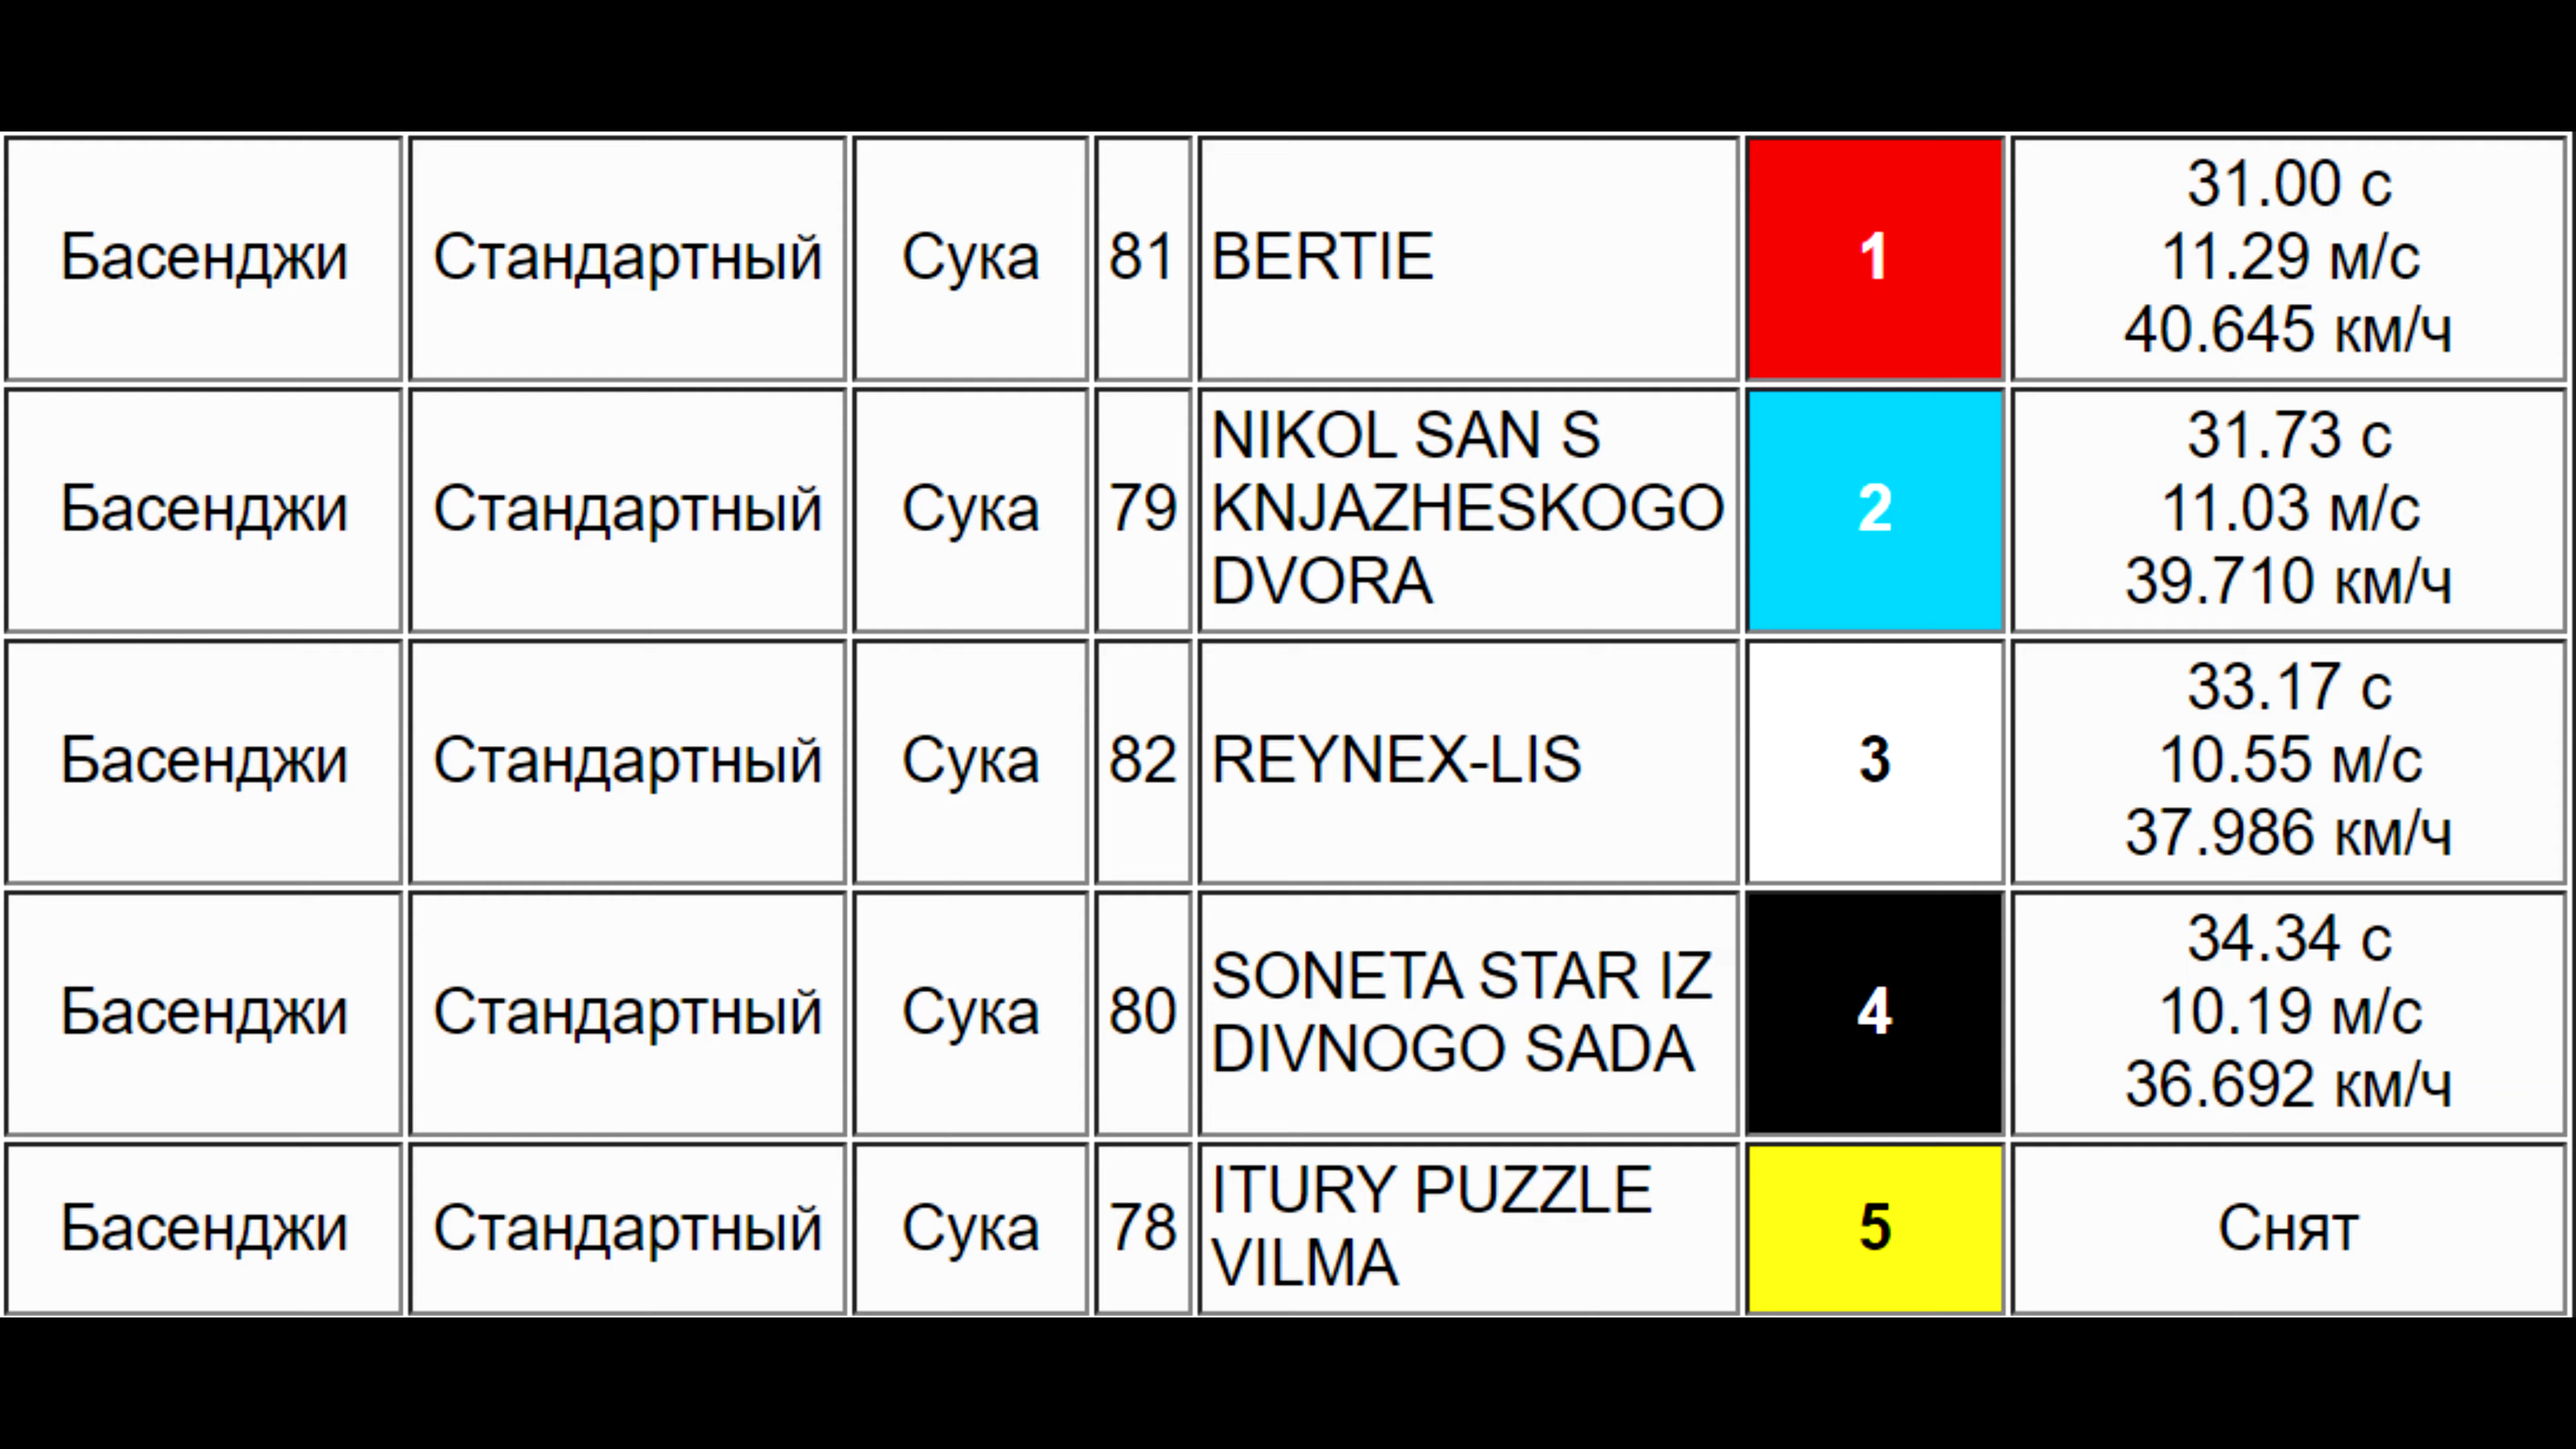 Басенджи Стандартный Сука 81 BERTIE 1 31.00 с
11.29 м/с
40.645 км/ч
Басенджи Стандартный Сука 79 NIKOL SAN S
KNJAZHESKOGO
DVORA 2 31.73 с
11.03 м/с
39.710 км/ч
Басенджи Стандартный Сука 82 REYNEX-LIS 3 33.17 с
10.55 м/с
37.986 км/ч
Басенджи Стандартный Сука 80 SONETA STAR IZ
DIVNOGO SADA 4 34.34 с
10.19 м/с
36.692 км/ч
Басенджи Стандартный Сука 78 ITURY PUZZLE
VILMA 5 Снят